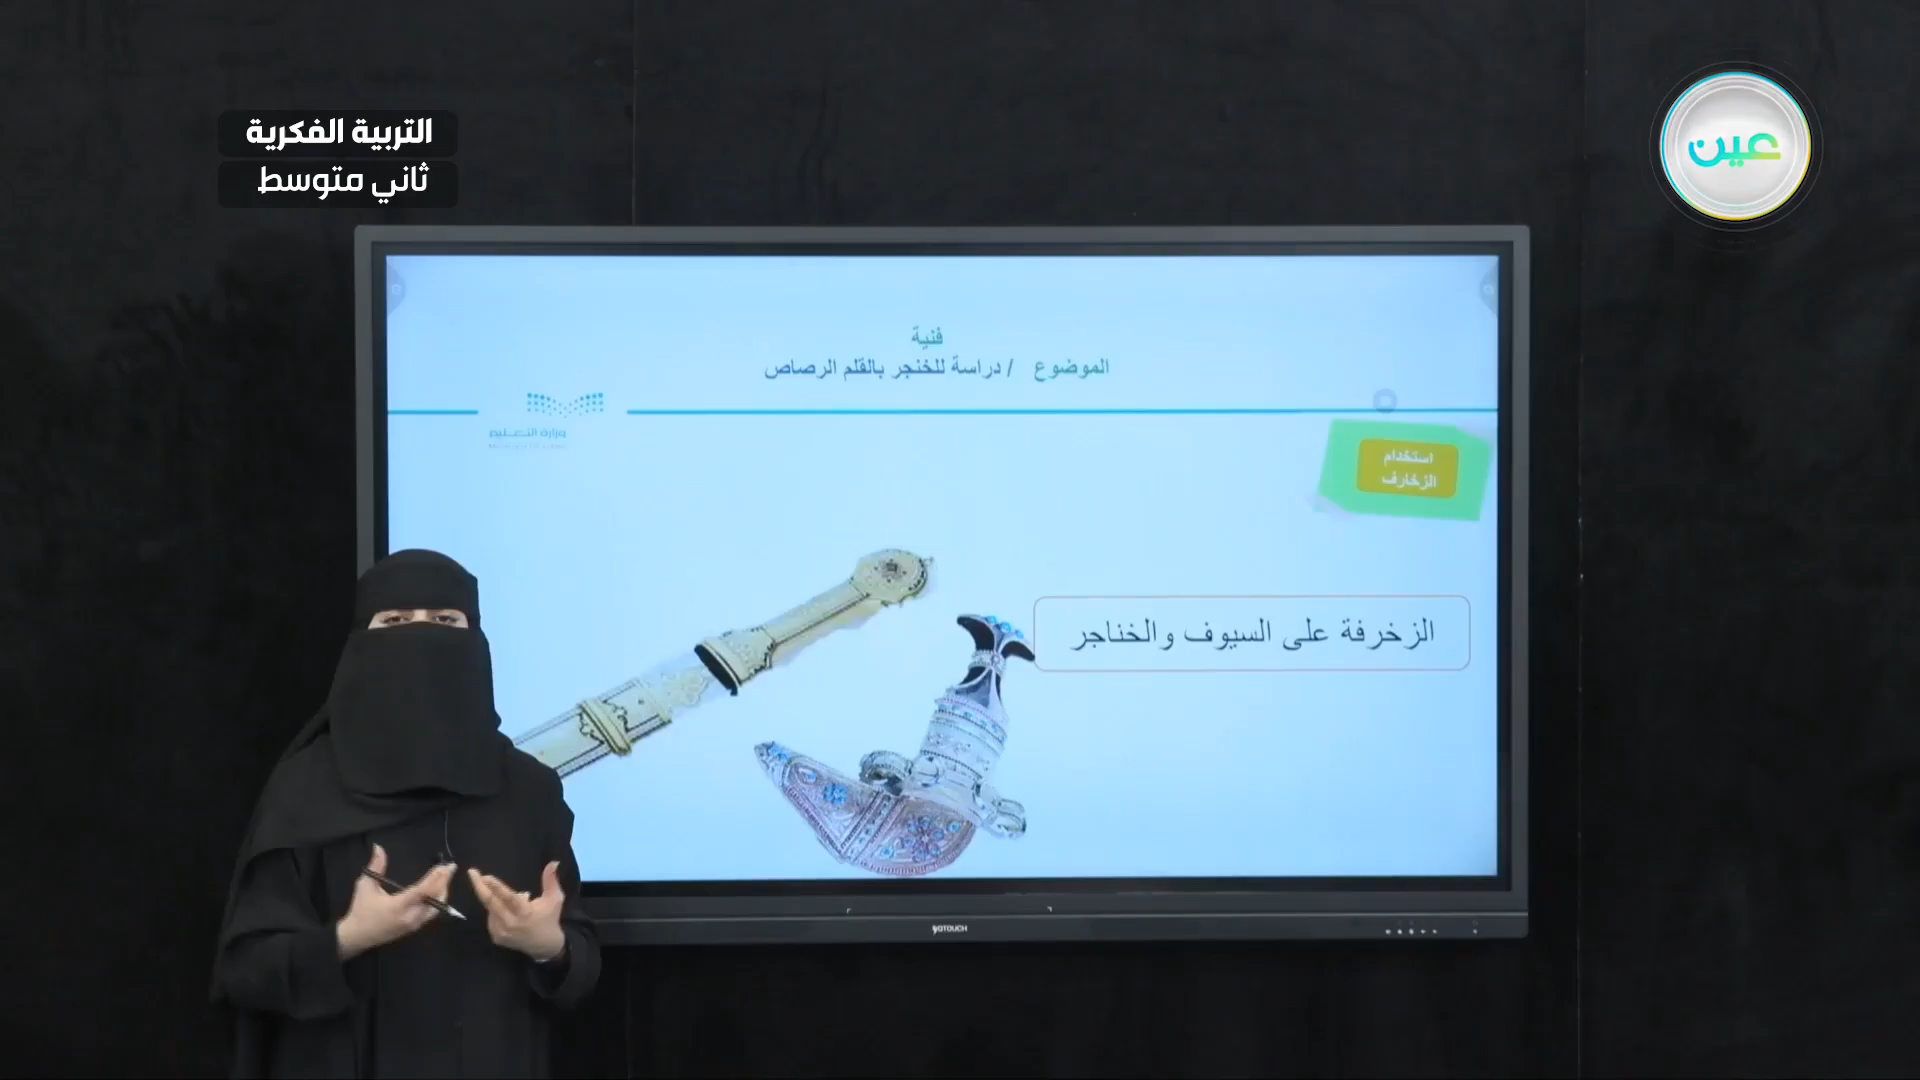 التربية الفكرية
ثاني متوسط
عين
فنية
الموضوع / دراسة للخنجر بالقلم الرصاص
وزارة التعليم
استخدام
الزخارف
الزخرفة على السيوف والخناجر